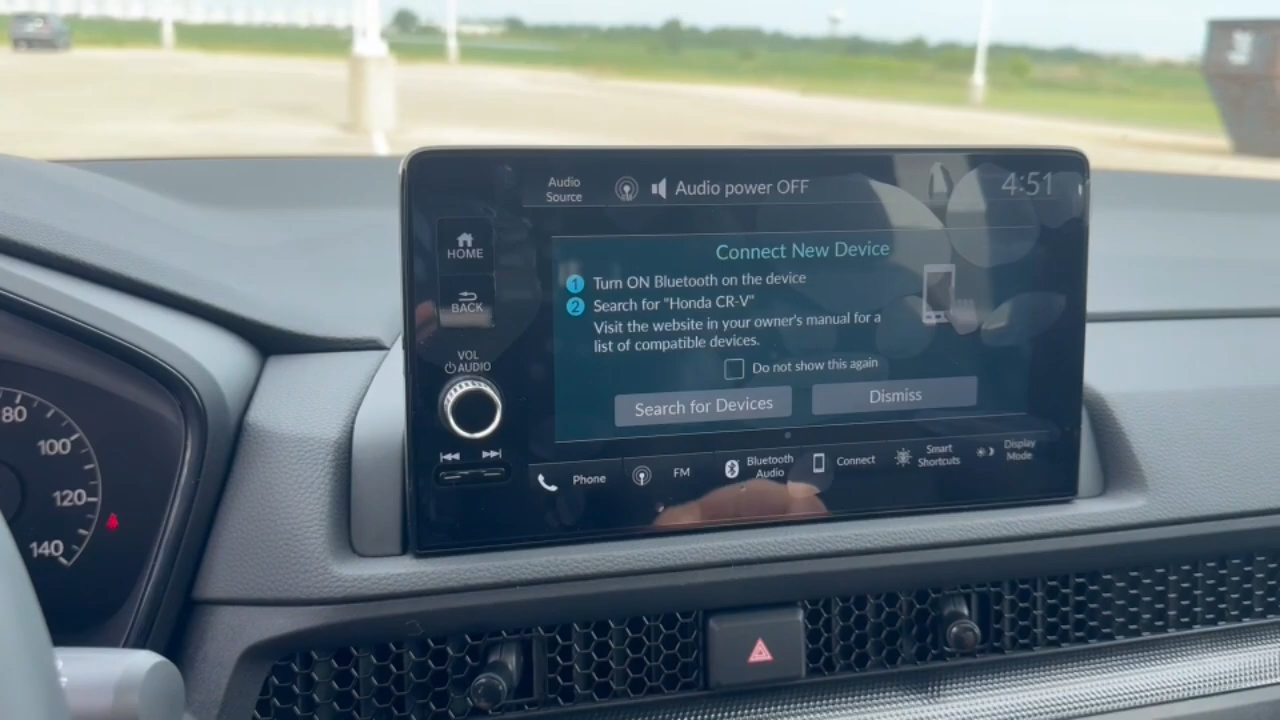 Audio
Source
Audio power OFF
4:51
HOME
BACK
VOL
AUDIO
Connect New Device
1 Turn ON Bluetooth on the device
2 Search for "Honda CR-V"
Visit the website in your owner's manual for a
list of compatible devices.
Do not show this again
Search for Devices
Dismiss
Phone
FM
Bluetooth
Audio
Connect
Smart
Shortcuts
Display
Mode
80
100
120
140